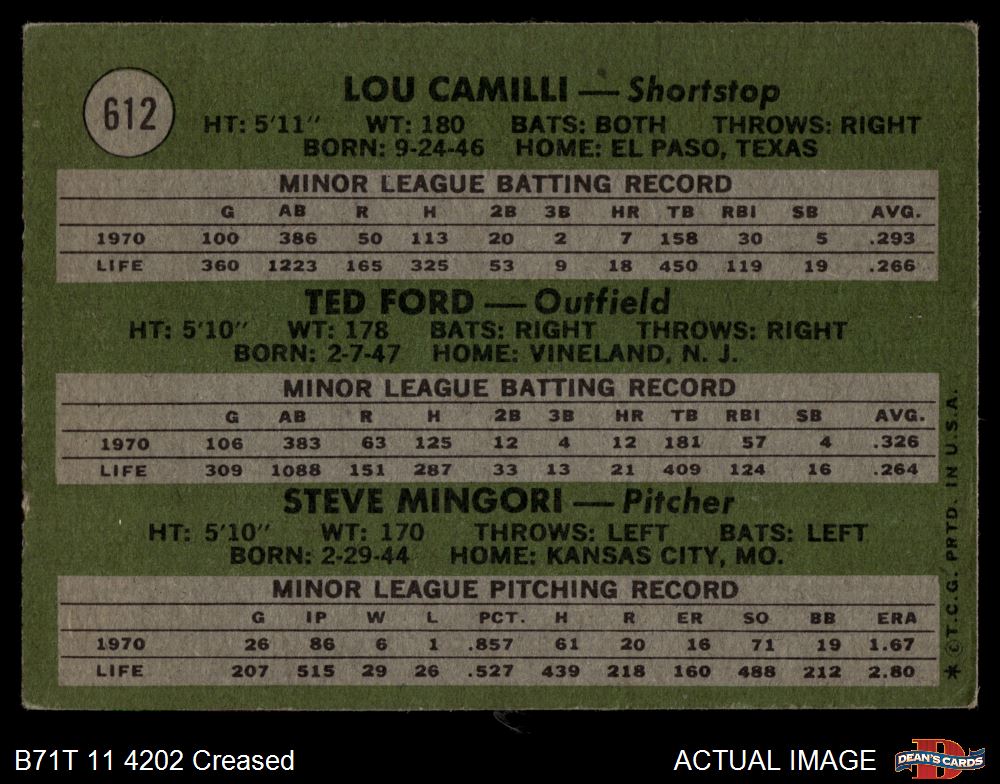 612
LOU CAMILLI — Shortstop
HT: 5'11" WT: 180 BATS: BOTH THROWS: RIGHT
BORN: 9-24-46 HOME: EL PASO, TEXAS
MINOR LEAGUE BATTING RECORD
G AB R H 2B 3B HR TB RBI SB AVG.
1970 100 386 50 113 20 2 7 158 30 5 .293
LIFE 360 1223 165 325 53 9 18 450 119 19 .266
TED FORD — Outfield
HT: 5'10" WT: 178 BATS: RIGHT THROWS: RIGHT
BORN: 2-7-47 HOME: VINELAND, N. J.
MINOR LEAGUE BATTING RECORD
G AB R H 2B 3B HR TB RBI SB AVG.
1970 106 383 63 125 12 4 12 181 57 4 .326
LIFE 309 1088 151 287 33 13 21 409 124 16 .264
STEVE MINGORI — Pitcher
HT: 5'10" WT: 170 THROWS: LEFT BATS: LEFT
BORN: 2-29-44 HOME: KANSAS CITY, MO.
MINOR LEAGUE PITCHING RECORD
G IP W L PCT. H R ER SO BB ERA
1970 26 86 6 1 .857 61 20 16 71 19 1.67
LIFE 207 515 29 26 .527 439 218 160 488 212 2.80
* © T.C.G. PRTD. IN U.S.A.
B71T 11 4202 Creased
ACTUAL IMAGE
DEAN'S CARDS